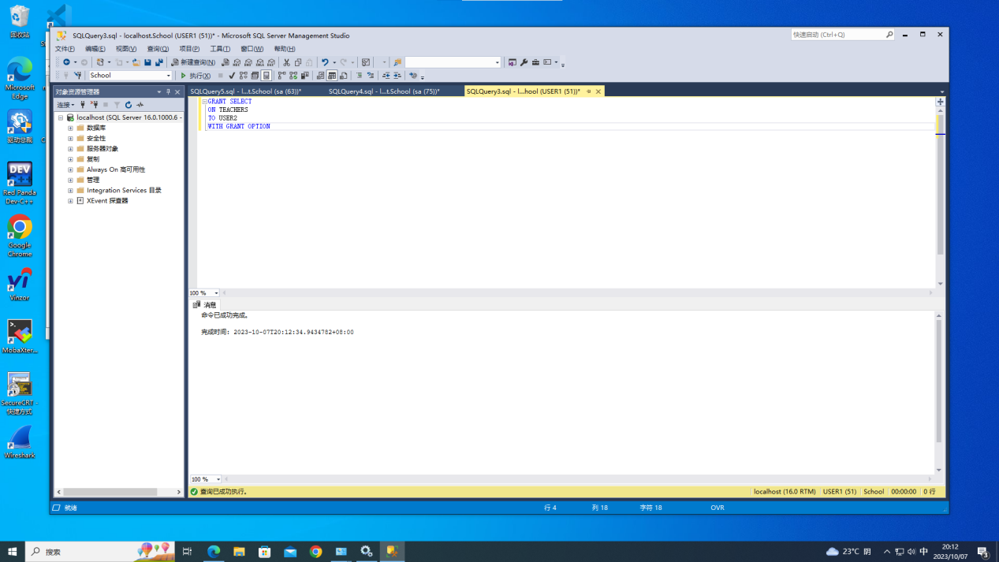 回收站
Microsoft Edge
驱动总裁
Red Panda Dev-C++
Google Chrome
Vinzor
MobaXter...
SecureCRT - 快捷方式
Wireshark
SQLQuery3.sql - localhost.School (USER1 (51))* - Microsoft SQL Server Management Studio
快速启动 (Ctrl+Q)
文件(F) 编辑(E) 视图(V) 查询(Q) 项目(P) 工具(T) 窗口(W) 帮助(H)
新建查询(N)
MDX DMX XMLA DAX
School 执行(X)
对象资源管理器
连接
localhost (SQL Server 16.0.1000.6 -
数据库
安全性
服务器对象
复制
Always On 高可用性
管理
Integration Services 目录
XEvent 探查器
SQLQuery5.sql - l...t.School (sa (63))* SQLQuery4.sql - l...t.School (sa (75))* SQLQuery3.sql - l...hool (USER1 (51))*
GRANT SELECT
ON TEACHERS
TO USER2
WITH GRANT OPTION
100 %
消息
命令已成功完成。
完成时间: 2023-10-07T20:12:34.9434782+08:00
100 %
查询已成功执行。 localhost (16.0 RTM) USER1 (51) School 00:00:00 0 行
就绪 行 4 列 18 字符 18 OVR
搜索 23°C 阴 中 20:12
2023/10/07 3